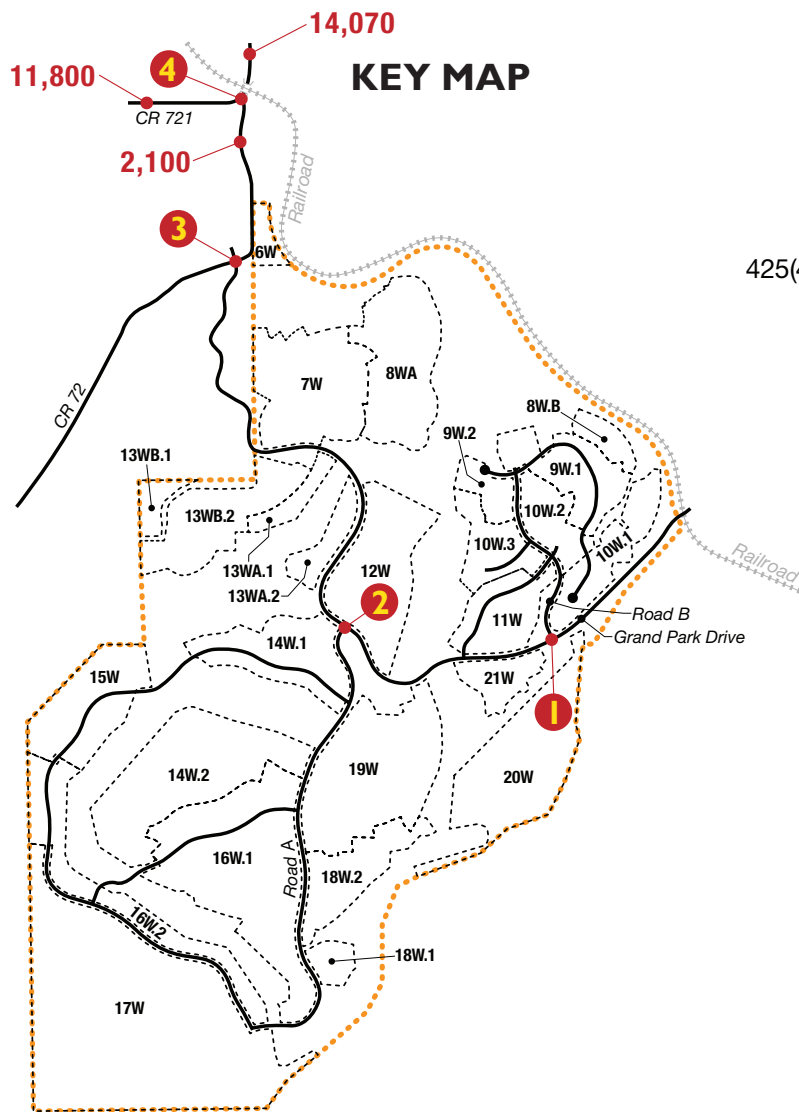 14,070
KEY MAP
11,800
4
CR 721
2,100
Railroad
3
6W
425(4
7W
8WA
8W.B
CR 72
9W.2
9W.1
13WB.1
13WB.2
10W.2
10W.3
10W.1
13WA.1
13WA.2
12W
Railroad
2
11W
Road B
Grand Park Drive
14W.1
15W
21W
1
14W.2
19W
20W
16W.1
Road A
18W.2
16W.2
18W.1
17W